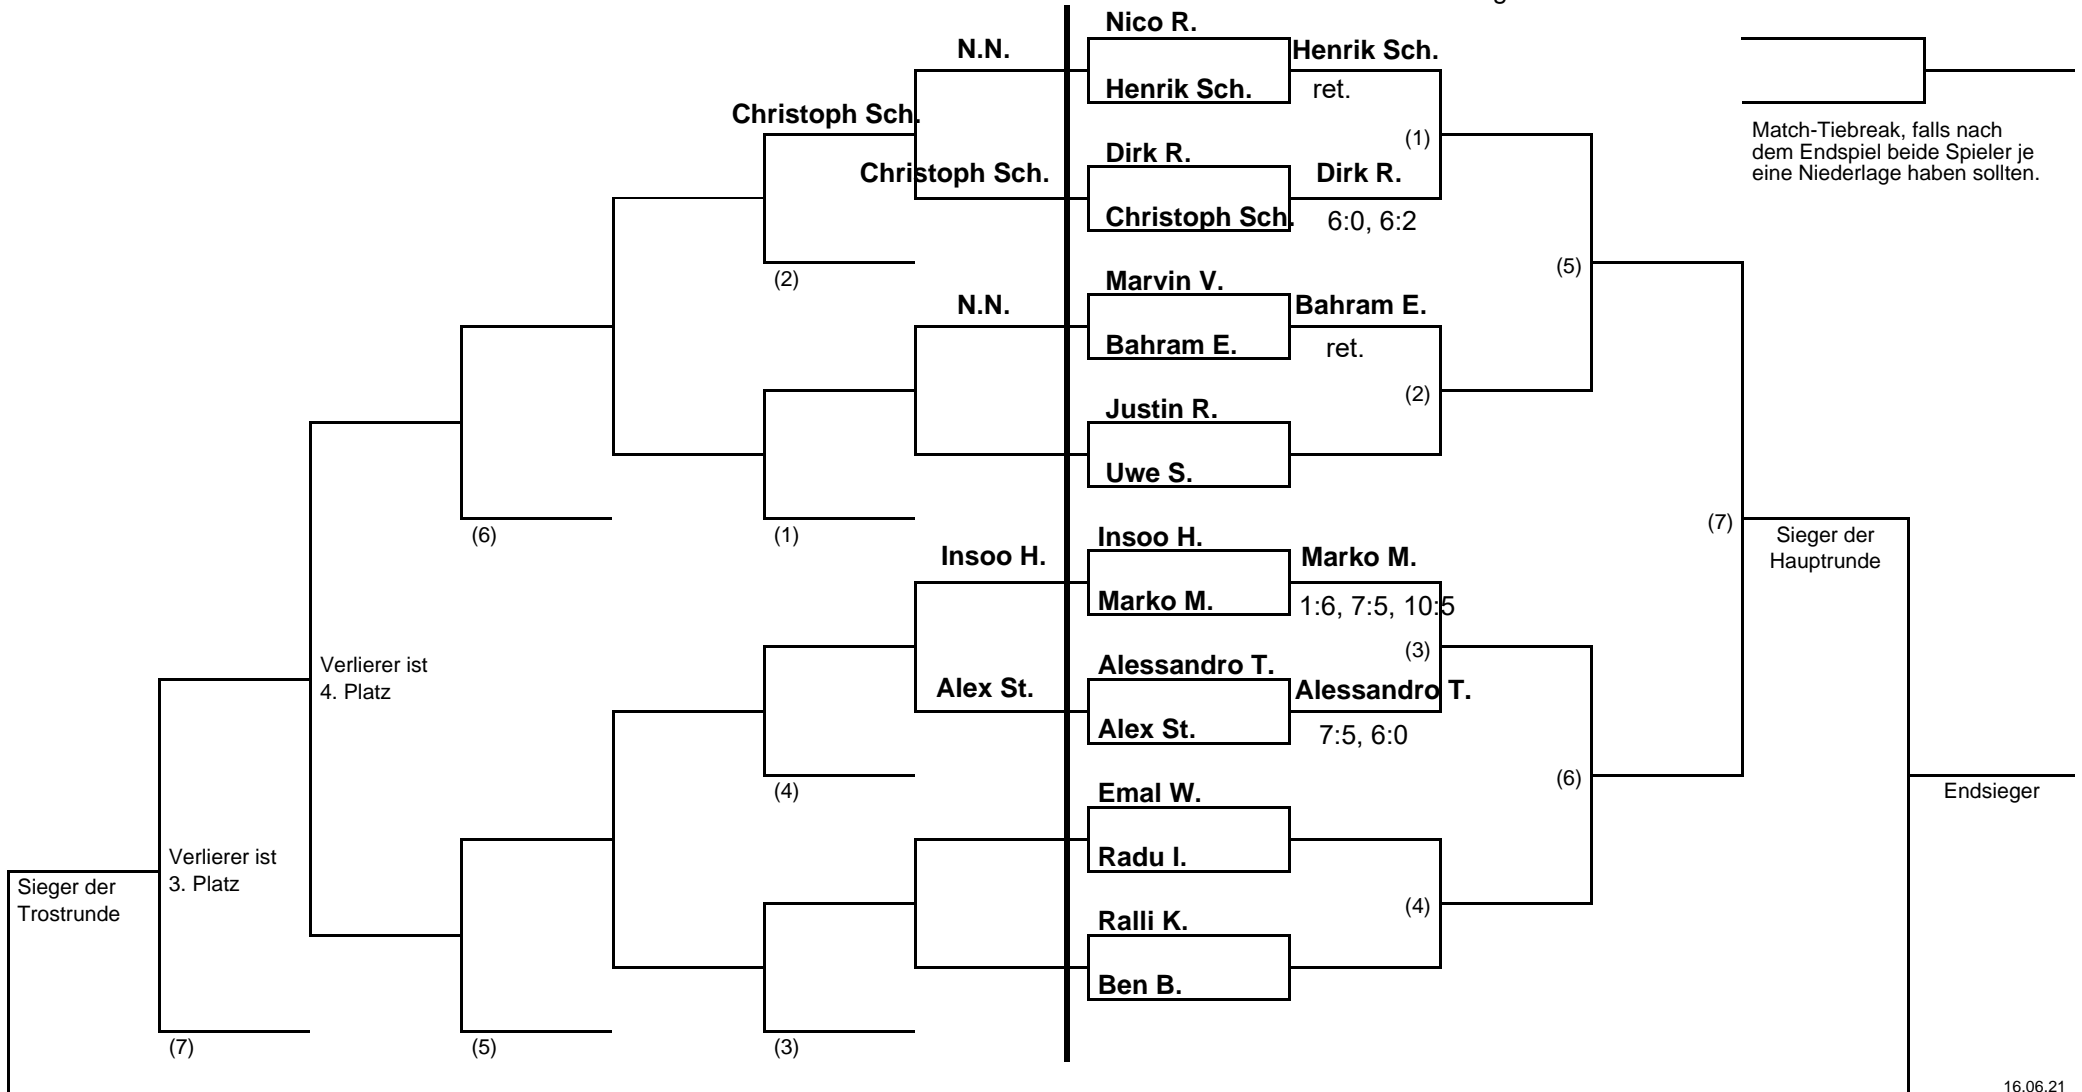 Nico R.
N.N.
Henrik Sch.
Henrik Sch.
ret.
Christoph Sch.
Match-Tiebreak, falls nach
dem Endspiel beide Spieler je
eine Niederlage haben sollten.
(1)
Dirk R.
Christoph Sch.
Dirk R.
Christoph Sch.
6:0, 6:2
(2)
(5)
Marvin V.
N.N.
Bahram E.
Bahram E.
ret.
(2)
Justin R.
Uwe S.
(6)
(1)
Insoo H.
(7)
Sieger der
Hauptrunde
Insoo H.
Marko M.
Marko M.
1:6, 7:5, 10:5
Verlierer ist
4. Platz
(3)
Alessandro T.
Alex St.
Alessandro T.
Alex St.
7:5, 6:0
(4)
(6)
Emal W.
Endsieger
Verlierer ist
3. Platz
Radu I.
Sieger der
Trostrunde
(4)
Ralli K.
Ben B.
(7)
(5)
(3)
16.06.21